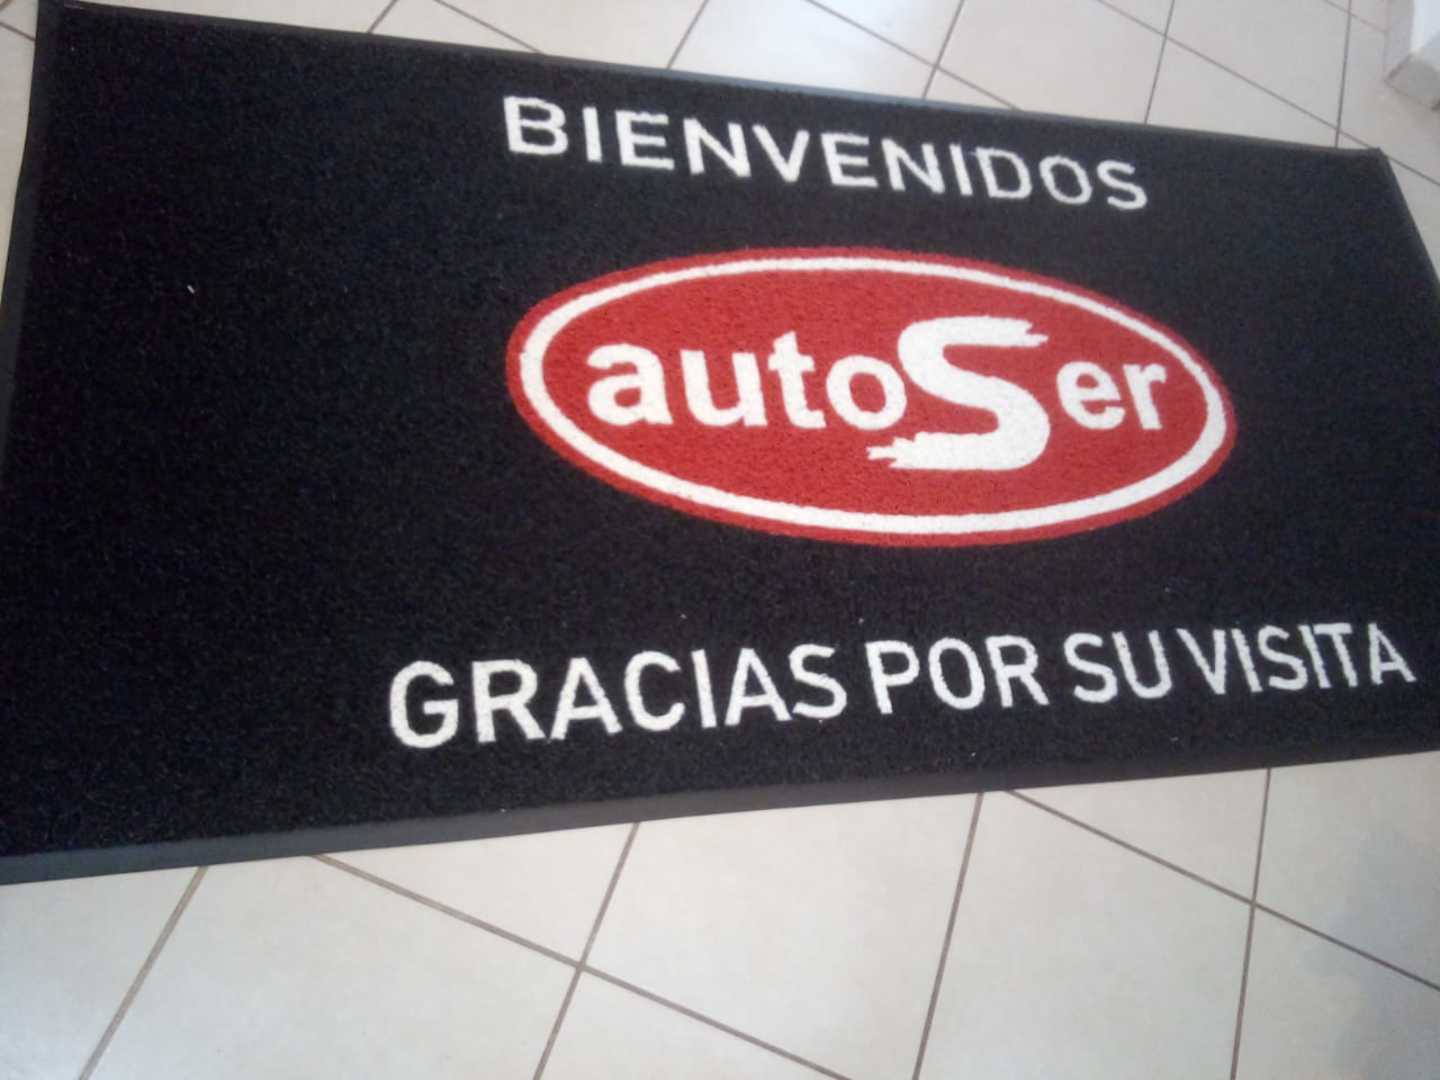 BIENVENIDOS
autoSer
GRACIAS POR SU VISITA